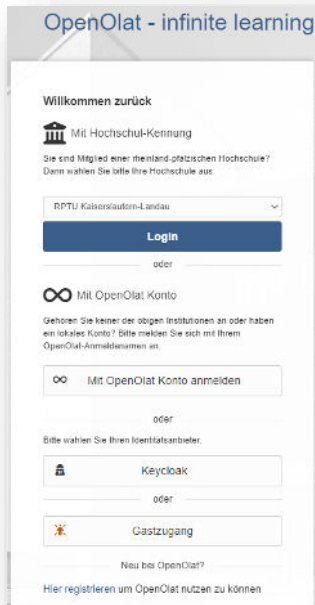 OpenOlat - infinite learning
Willkommen zurück
Mit Hochschul-Kennung
Sie sind Mitglied einer rheinland-pfälzischen Hochschule?
Dann wählen Sie bitte Ihre Hochschule aus
RPTU Kaiserslautern-Landau
Login
oder
Mit OpenOlat Konto
Gehören Sie keiner der obigen Institutionen an oder haben
ein lokales Konto? Bitte melden Sie sich mit Ihrem
OpenOlat-Anmeldenamen an.
Mit OpenOlat Konto anmelden
oder
Bitte wählen Sie Ihren Identitätsanbieter.
Keycloak
oder
Gastzugang
Neu bei OpenOlat?
Hier registrieren um OpenOlat nutzen zu können